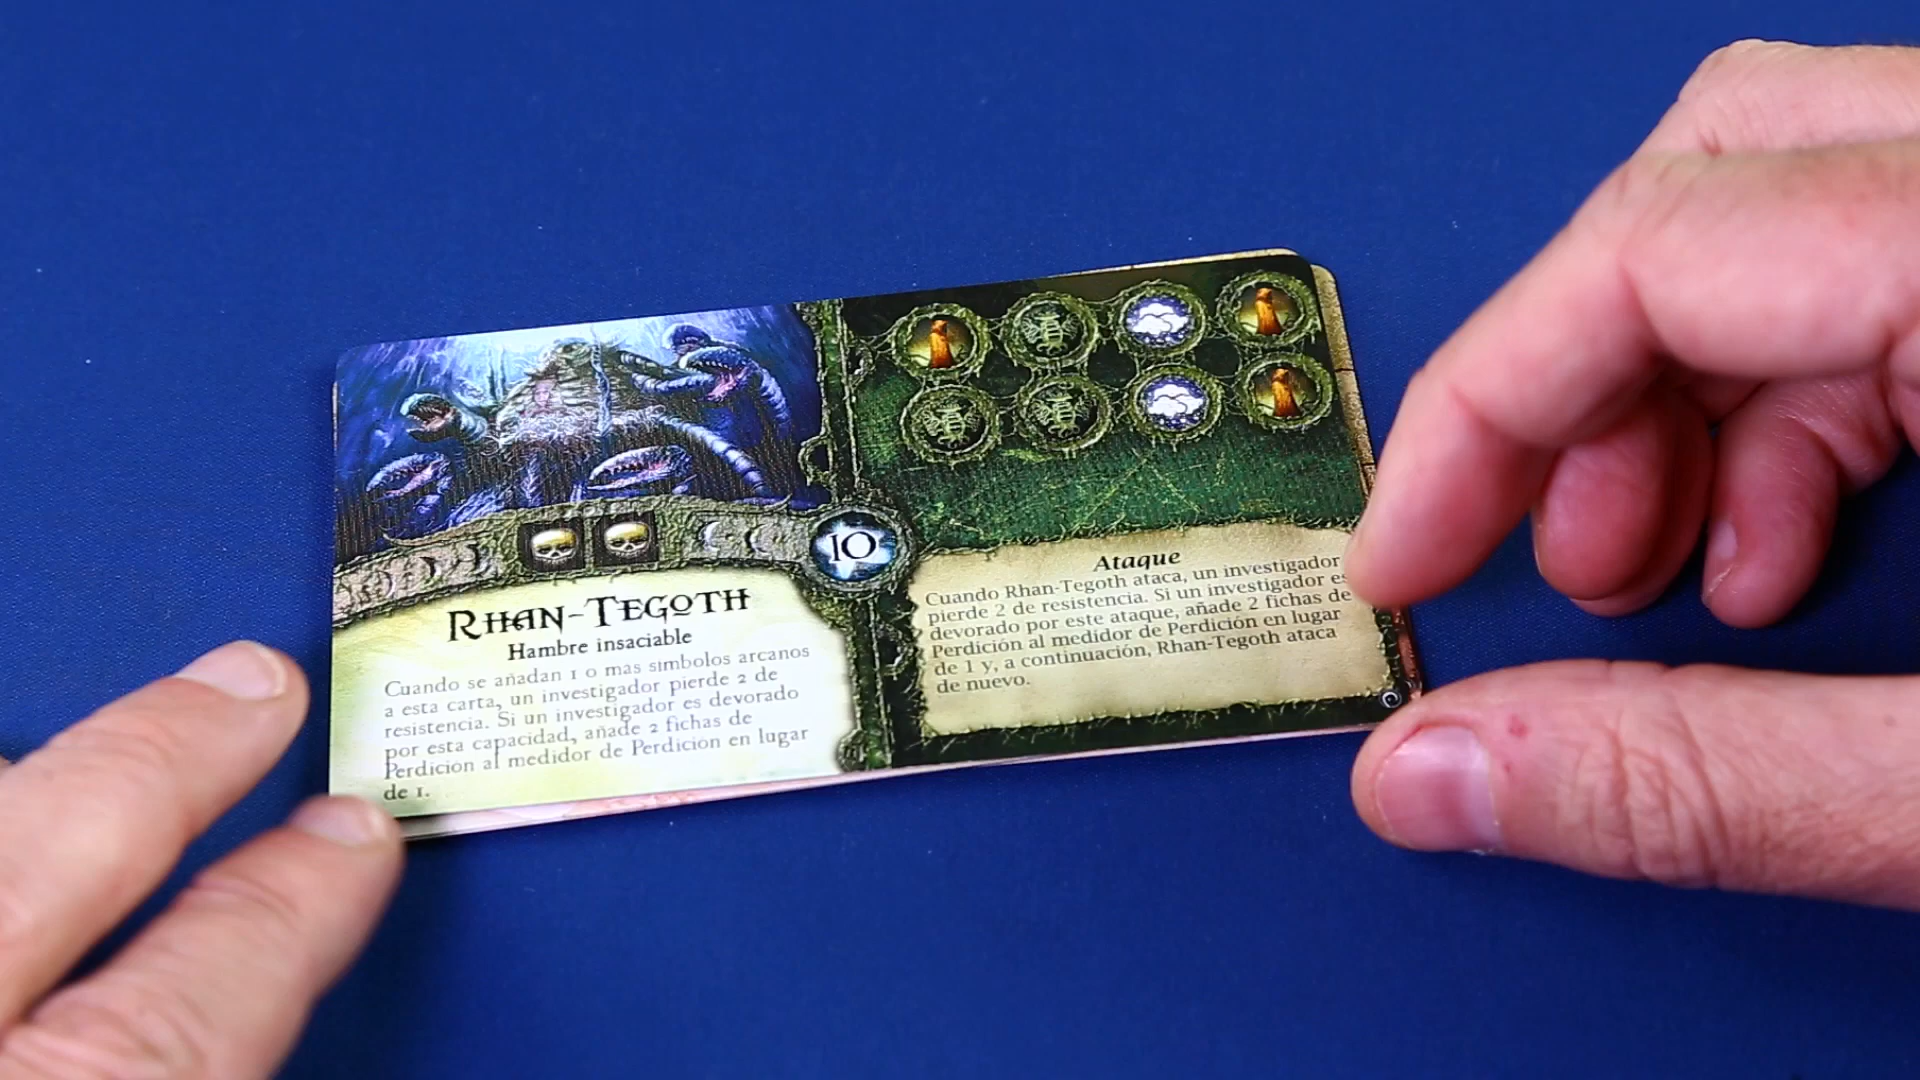 RHAN-TEGOTH
Hambre insaciable
Cuando se añadan 1 o mas simbolos arcanos
a esta carta, un investigador pierde 2 de
resistencia. Si un investigador es devorado
por esta capacidad, añade 2 fichas de
Perdicion al medidor de Perdicion en lugar
de 1.
10
Ataque
Cuando Rhan-Tegoth ataca, un investigador
pierde 2 de resistencia. Si un investigador es
devorado por este ataque, añade 2 fichas de
Perdición al medidor de Perdición en lugar
de 1 y, a continuación, Rhan-Tegoth ataca
de nuevo.